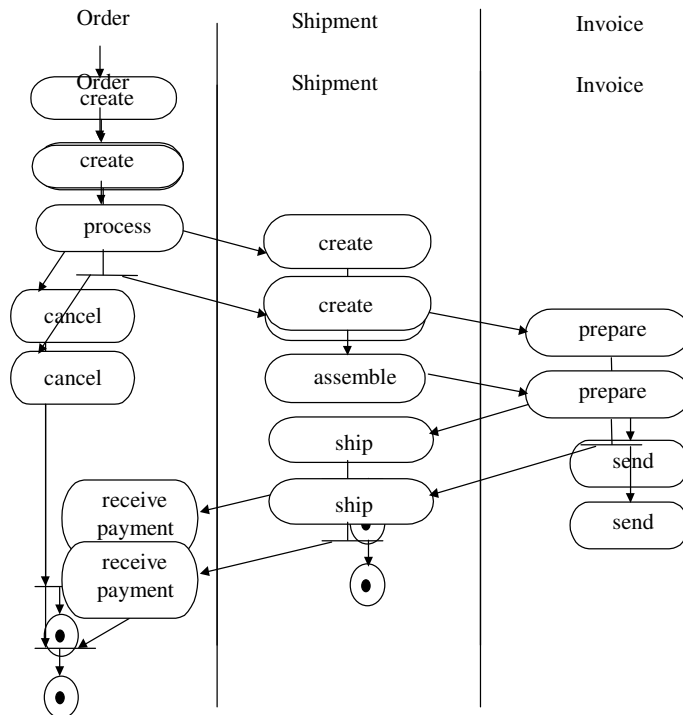 Order Shipment Invoice
Order Shipment Invoice
create
create
process
create
create
cancel
prepare
cancel
assemble
prepare
ship
send
receive
payment
ship
send
receive
payment